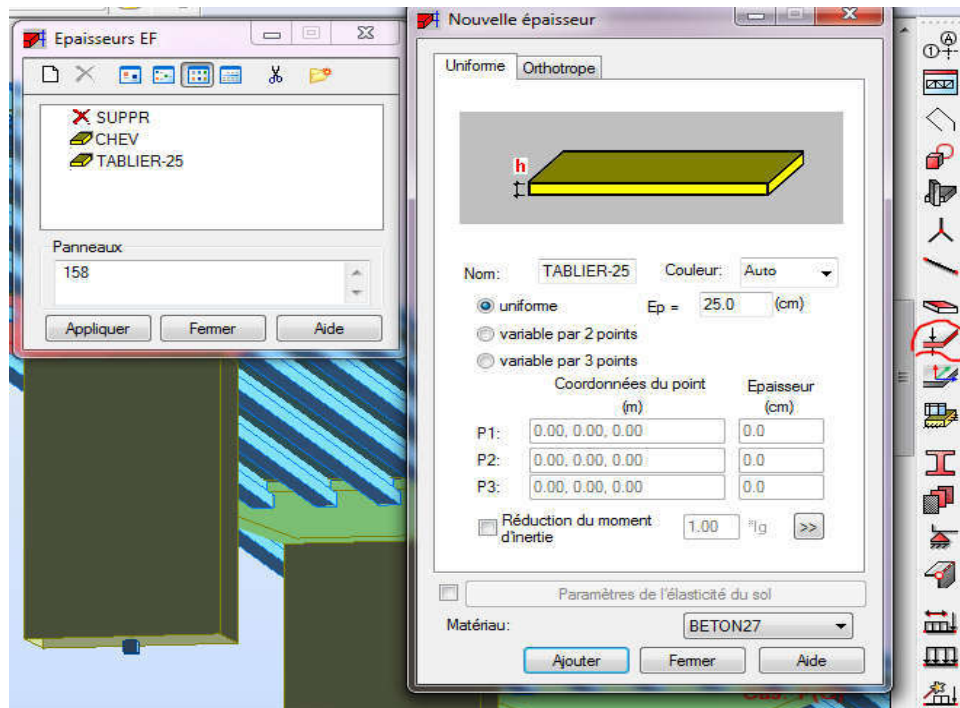 Epaisseurs EF
SUPPR
CHEV
TABLIER-25
Panneaux
158
Appliquer Fermer Aide
Nouvelle épaisseur
Uniforme Orthotrope
h
Nom: TABLIER-25 Couleur: Auto
uniforme Ep = 25.0 (cm)
variable par 2 points
variable par 3 points
Coordonnées du point Epaisseur
(m) (cm)
P1: 0.00, 0.00, 0.00 0.0
P2: 0.00, 0.00, 0.00 0.0
P3: 0.00, 0.00, 0.00 0.0
Réduction du moment
d'inertie 1.00 *Ig >>
Paramètres de l'élasticité du sol
Matériau: BETON27
Ajouter Fermer Aide